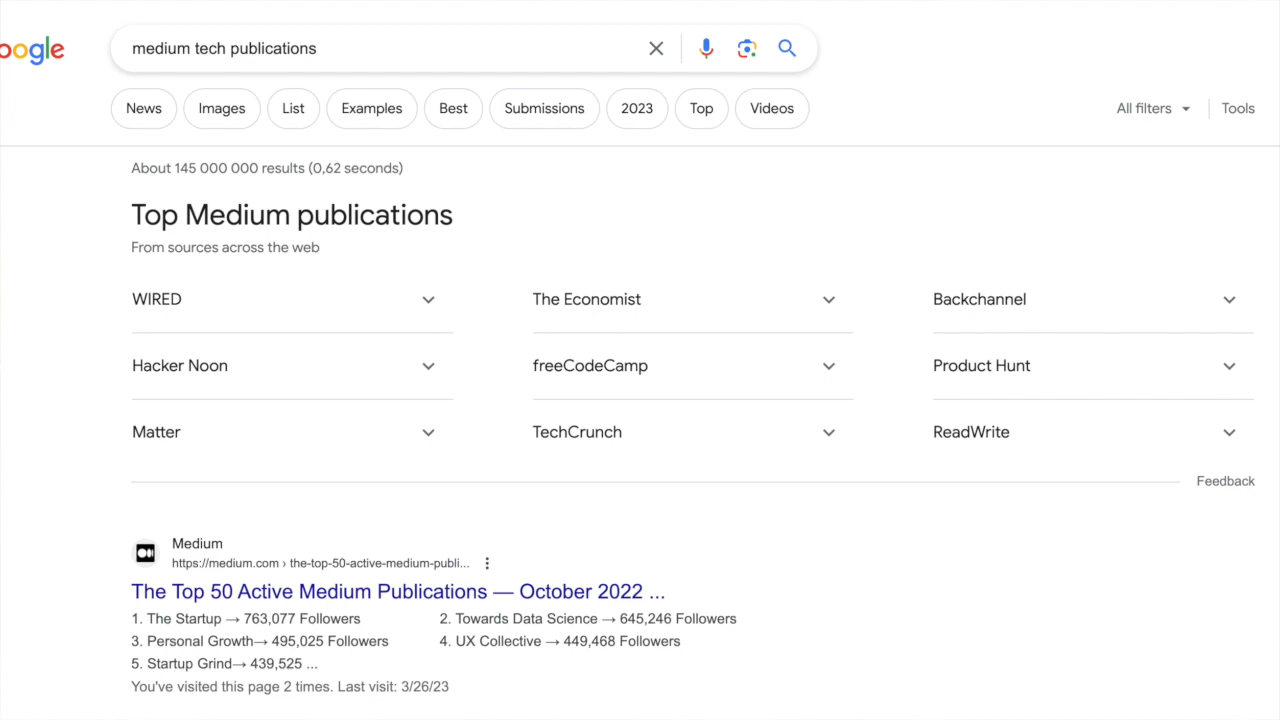 oogle
medium tech publications
News Images List Examples Best Submissions 2023 Top Videos All filters Tools
About 145 000 000 results (0,62 seconds)
Top Medium publications
From sources across the web
WIRED The Economist Backchannel
Hacker Noon freeCodeCamp Product Hunt
Matter TechCrunch ReadWrite
Feedback
Medium
https://medium.com › the-top-50-active-medium-publi...
The Top 50 Active Medium Publications — October 2022 ...
1. The Startup → 763,077 Followers 2. Towards Data Science → 645,246 Followers
3. Personal Growth→ 495,025 Followers 4. UX Collective → 449,468 Followers
5. Startup Grind→ 439,525 ...
You've visited this page 2 times. Last visit: 3/26/23